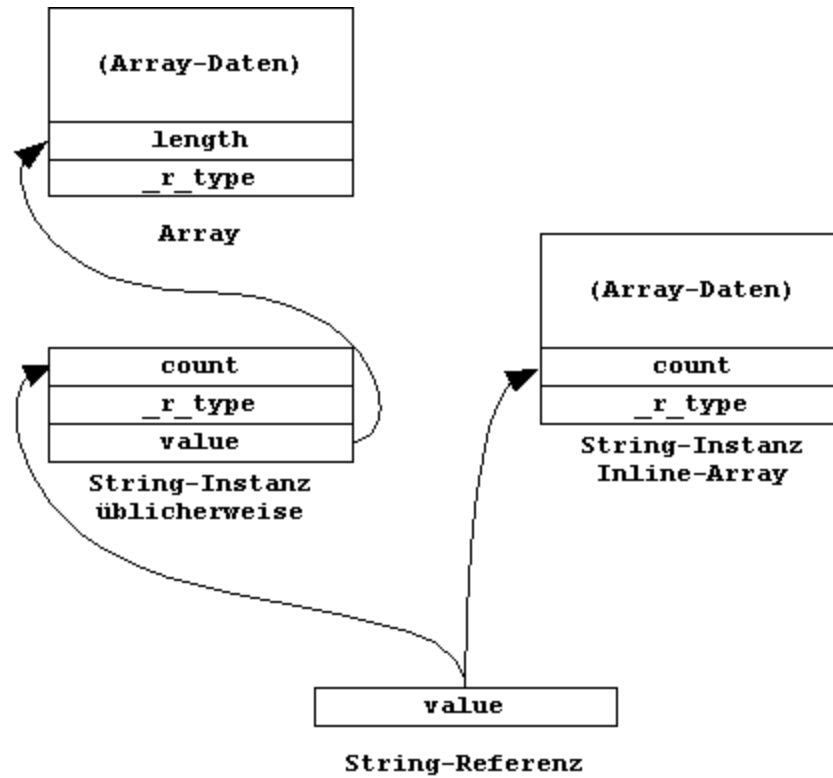 (Array-Daten)
length
_r_type
Array
(Array-Daten)
count
_r_type
String-Instanz
Inline-Array
count
_r_type
value
String-Instanz
üblicherweise
value
String-Referenz